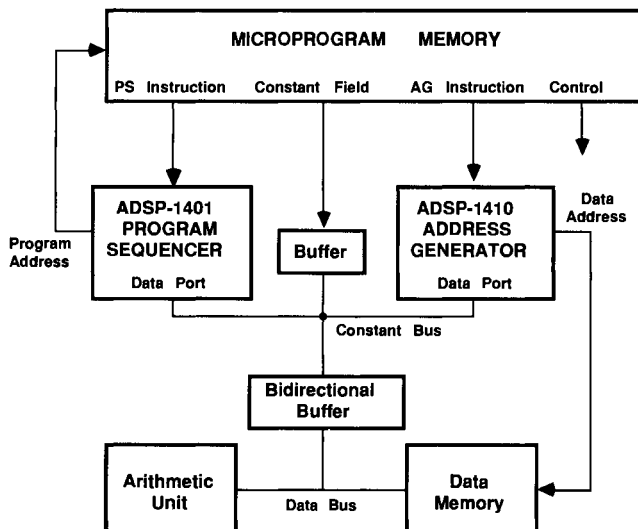 MICROPROGRAM MEMORY
PS Instruction Constant Field AG Instruction Control
ADSP-1401
PROGRAM
SEQUENCER
Data Port
Program
Address
Buffer
ADSP-1410
ADDRESS
GENERATOR
Data Port
Data
Address
Constant Bus
Bidirectional
Buffer
Arithmetic
Unit
Data Bus
Data
Memory